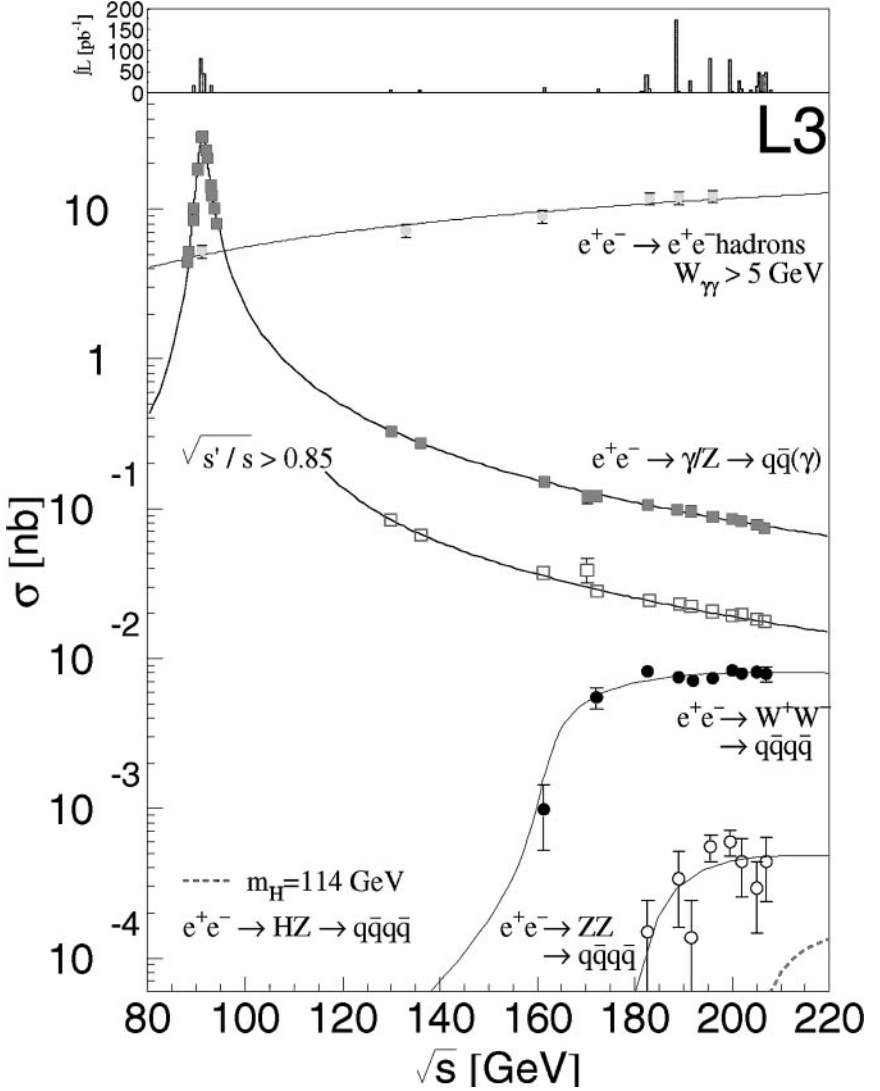 ∫L [pb⁻¹]
200
150
100
50
0
L3
10
e⁺e⁻ → e⁺e⁻hadrons
W_γγ > 5 GeV
1
√s'/s > 0.85
e⁺e⁻ → γ/Z → qq̄(γ)
10⁻¹
σ [nb]
10⁻²
e⁺e⁻ → W⁺W⁻
→ qq̄qq̄
10⁻³
m_H=114 GeV
e⁺e⁻ → HZ → qq̄qq̄
e⁺e⁻ → ZZ
→ qq̄qq̄
10⁻⁴
80 100 120 140 160 180 200 220
√s [GeV]